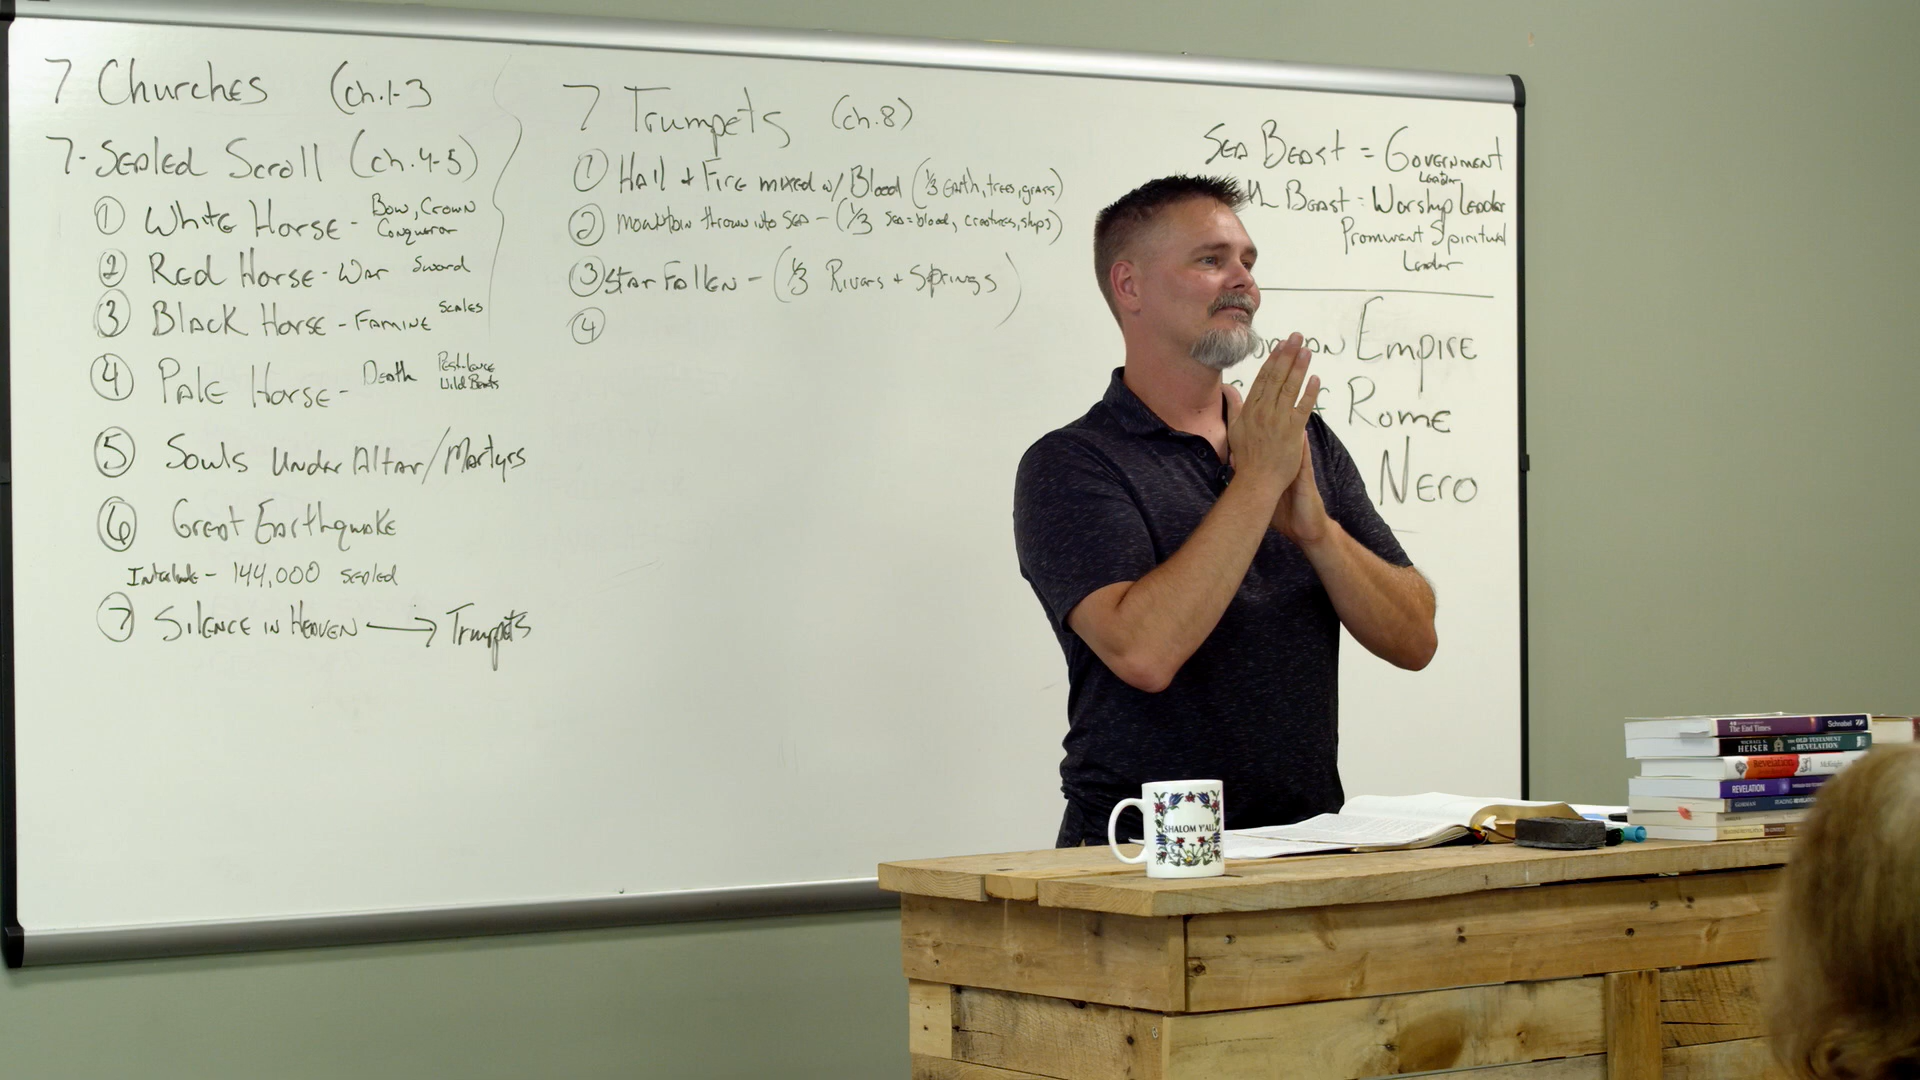 7 Churches (ch.1-3
7-Sealed Scroll (ch.4-5)
① White Horse - Bow, Crown
Conqueror
② Red Horse - War Sword
③ Black Horse - Famine Scales
④ Pale Horse - Death Pestilence
Wild Beasts
⑤ Souls Under Altar/Martyrs
⑥ Great Earthquake
Interlude - 144,000 sealed
⑦ Silence in Heaven → Trumpets
7 Trumpets (ch.8)
① Hail + Fire mixed w/ Blood (1/3 Earth, trees, grass)
② Mountain thrown into Sea - (1/3 Sea=blood, creatures, ships)
③ Star Fallen - (1/3 Rivers + Springs)
④
Sea Beast = Government
Leader
Beast = Worship Leader
Prominent Spiritual
Leader
Empire
Rome
Nero
SHALOM Y'ALL
The End Times Schnabel
MICHAEL S. HEISER THE OLD TESTAMENT IN REVELATION
Revelation McKnight
REVELATION
GORMAN READING REVELATION